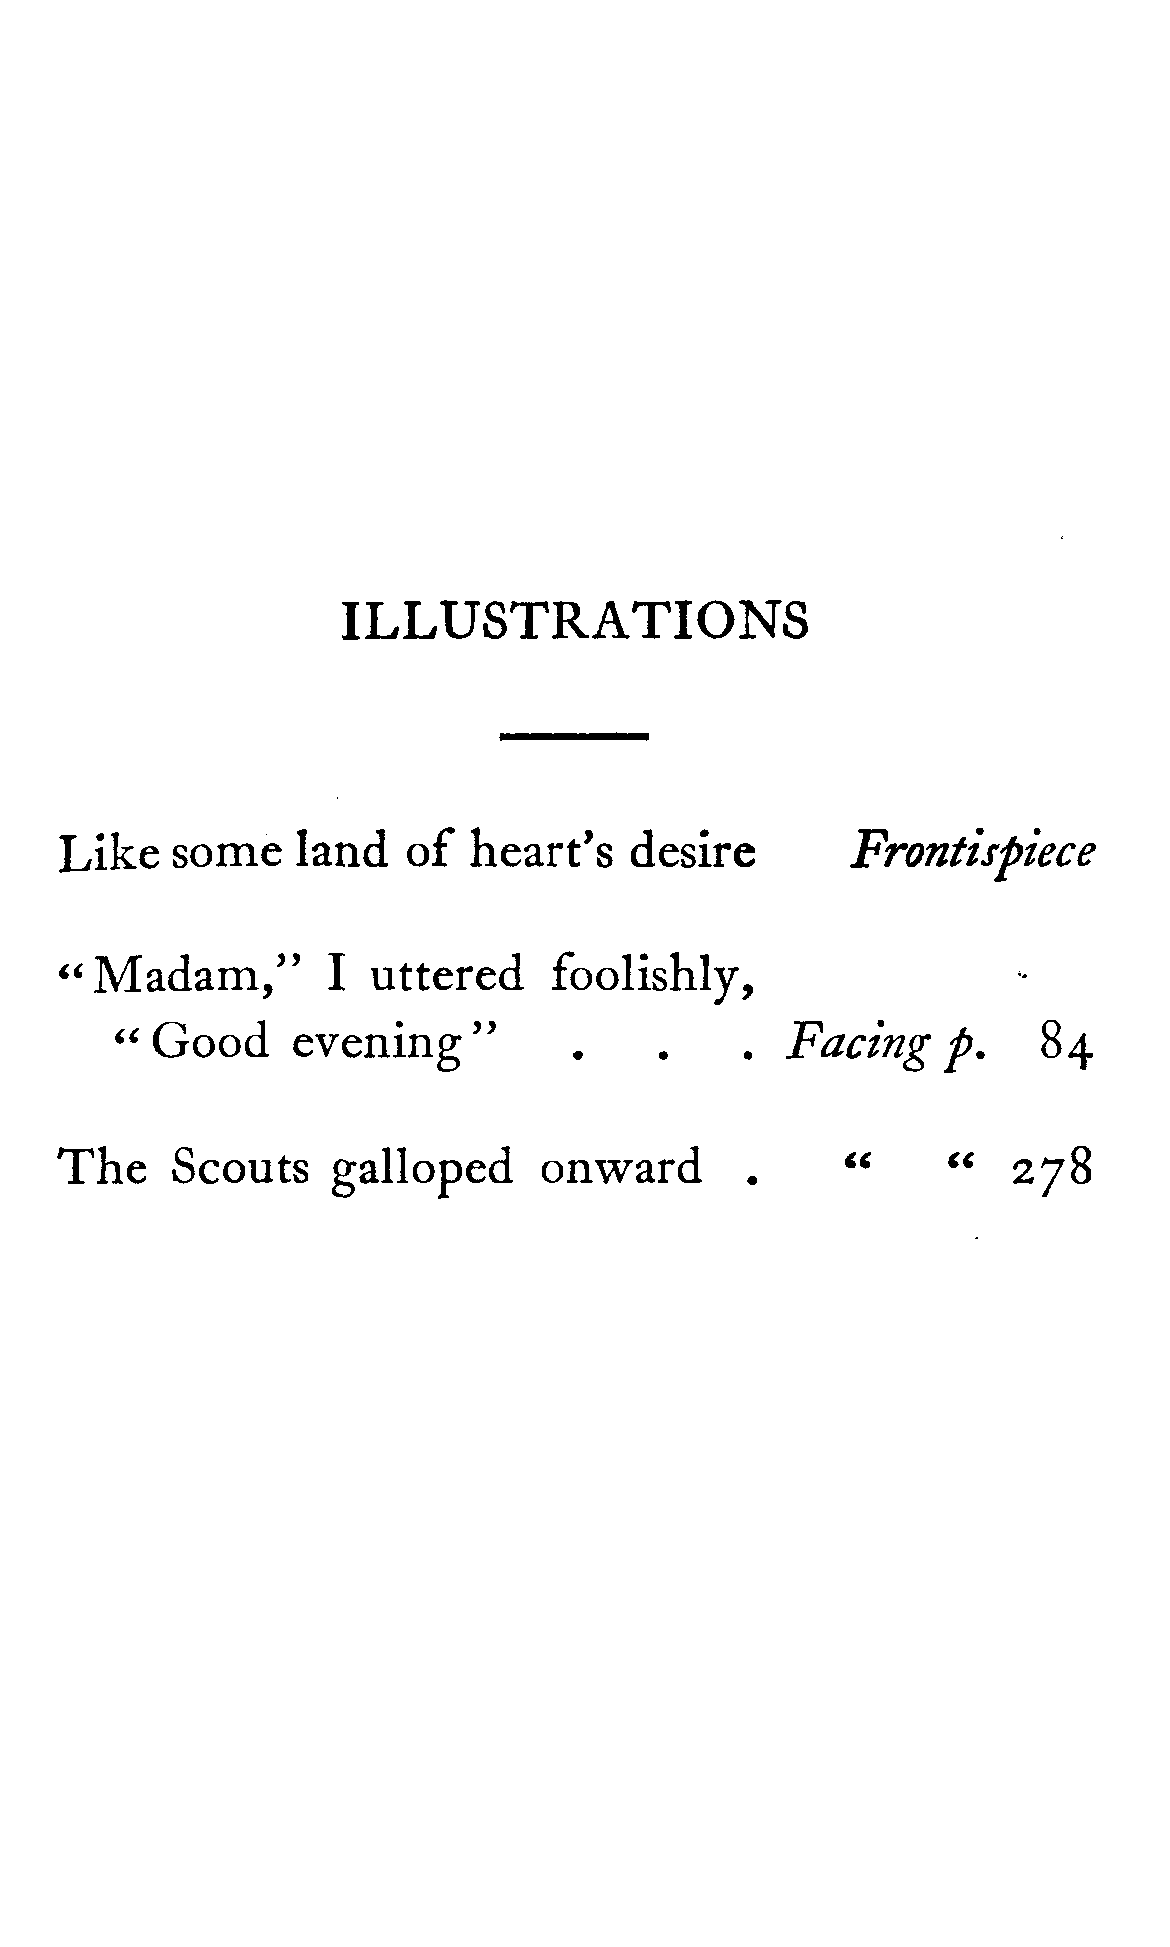 ILLUSTRATIONS
Like some land of heart's desire Frontispiece
“Madam,” I uttered foolishly,
“Good evening” . . . Facing p. 84
The Scouts galloped onward . “ “ 278